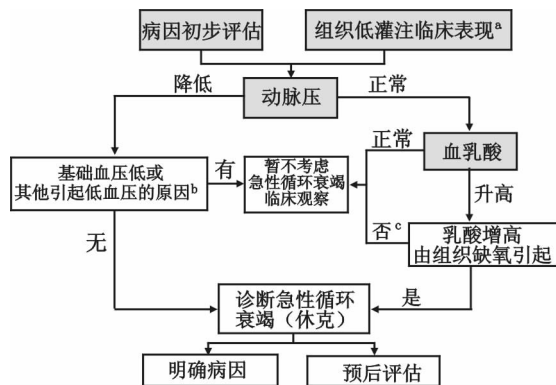 病因初步评估
组织低灌注临床表现a
降低
动脉压
正常
正常
血乳酸
基础血压低或
其他引起低血压的原因b
有
暂不考虑
急性循环衰竭
临床观察
升高
无
否c
乳酸增高
由组织缺氧引起
诊断急性循环
衰竭（休克）
是
明确病因
预后评估